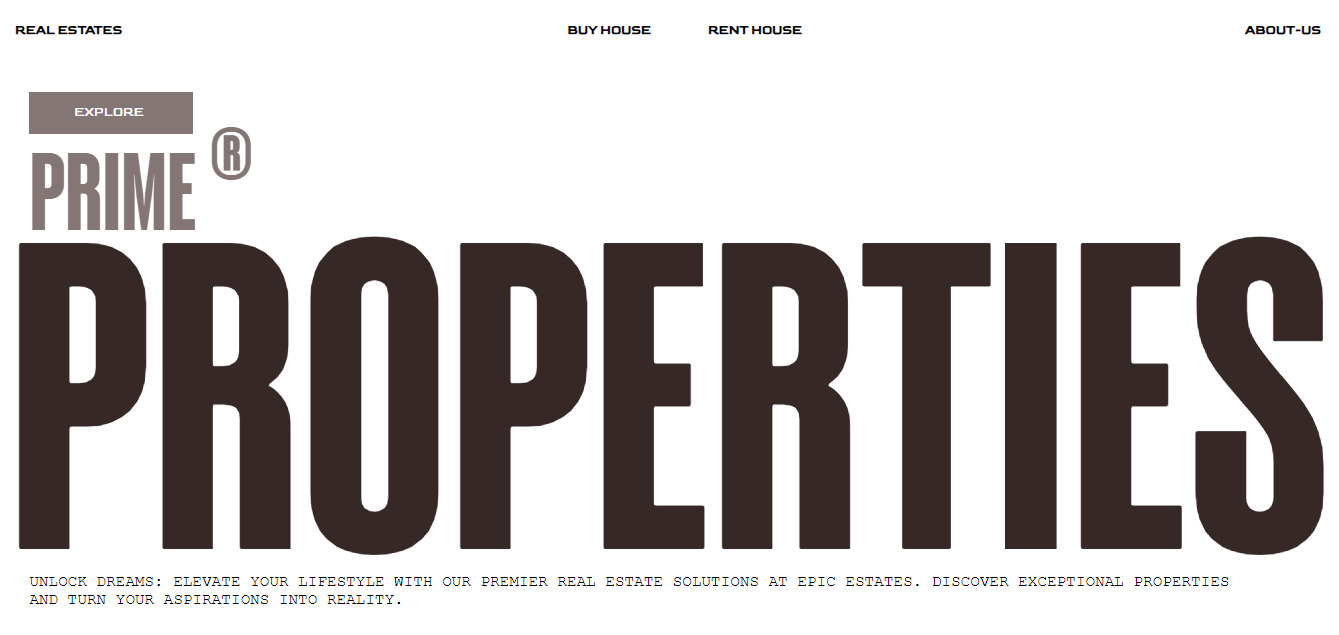 REAL ESTATES
BUY HOUSE
RENT HOUSE
ABOUT-US
EXPLORE
PRIME ®
PROPERTIES
UNLOCK DREAMS: ELEVATE YOUR LIFESTYLE WITH OUR PREMIER REAL ESTATE SOLUTIONS AT EPIC ESTATES. DISCOVER EXCEPTIONAL PROPERTIES
AND TURN YOUR ASPIRATIONS INTO REALITY.